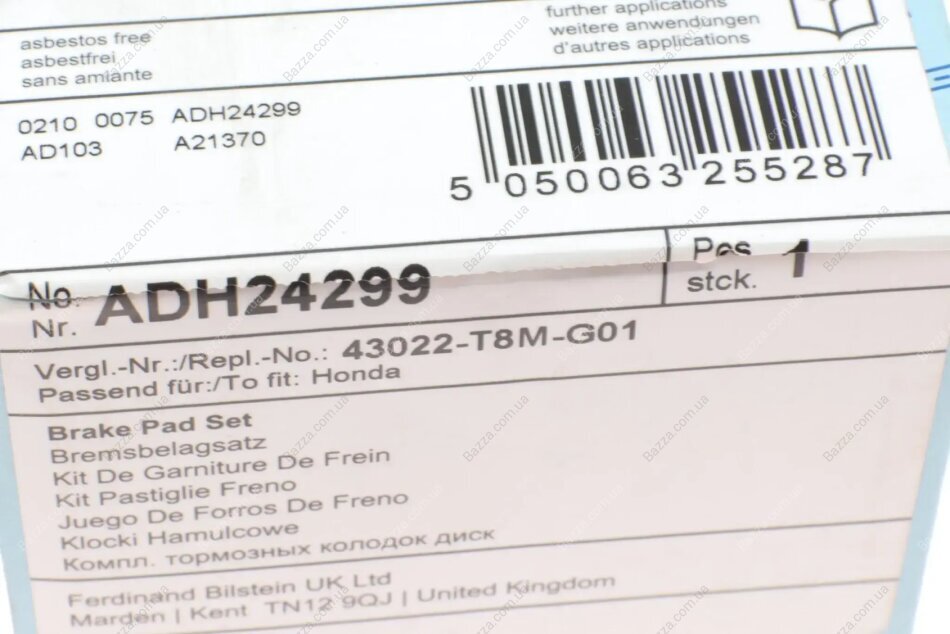 asbestos free
asbestfrei
sans amiante
further applications
weitere anwendungen
d'autres applications
0210 0075 ADH24299
AD103 A21370
5 050063 255287
No.
Nr. ADH24299
Pcs
stck. 1
Vergl.-Nr.:/Repl.-No.: 43022-T8M-G01
Passend für:/To fit: Honda
Brake Pad Set
Bremsbelagsatz
Kit De Garniture De Frein
Kit Pastiglie Freno
Juego De Forros De Freno
Klocki Hamulcowe
Компл. тормозных колодок диск
Ferdinand Bilstein UK Ltd
Marden | Kent TN12 9QJ | United Kingdom
Bazza.com.ua